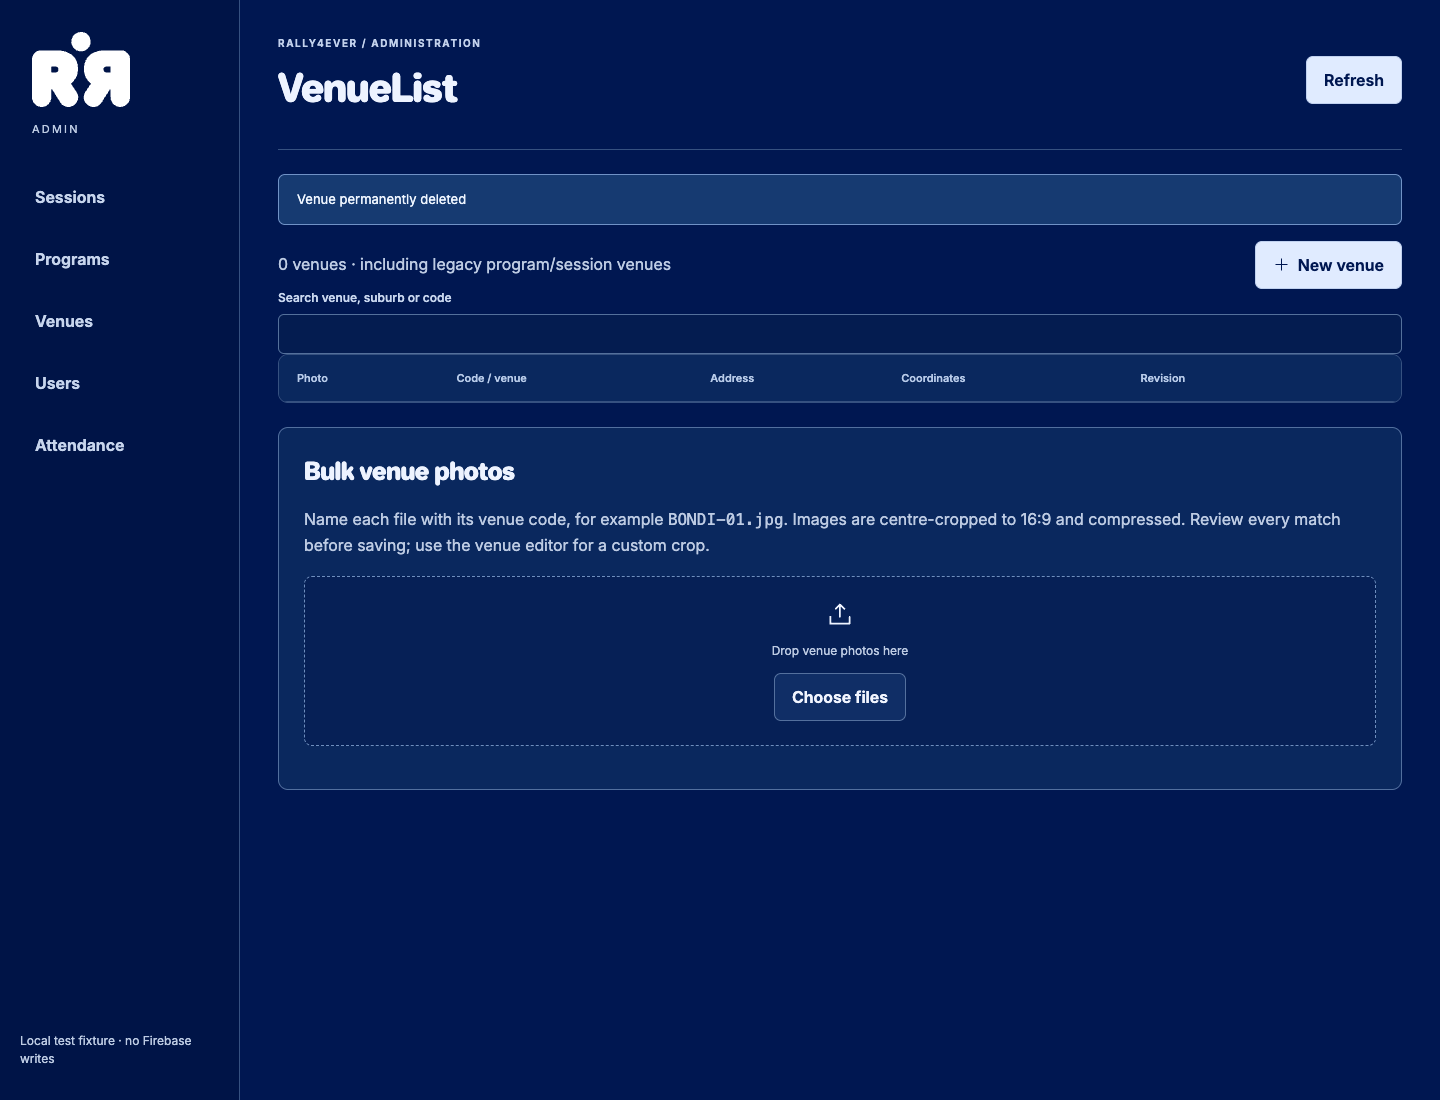 RR
ADMIN
Sessions
Programs
Venues
Users
Attendance
Local test fixture · no Firebase
writes
RALLY4EVER / ADMINISTRATION
VenueList
Refresh
Venue permanently deleted
0 venues · including legacy program/session venues
+ New venue
Search venue, suburb or code
Photo Code / venue Address Coordinates Revision
Bulk venue photos
Name each file with its venue code, for example BONDI-01.jpg. Images are centre-cropped to 16:9 and compressed. Review every match
before saving; use the venue editor for a custom crop.
Drop venue photos here
Choose files